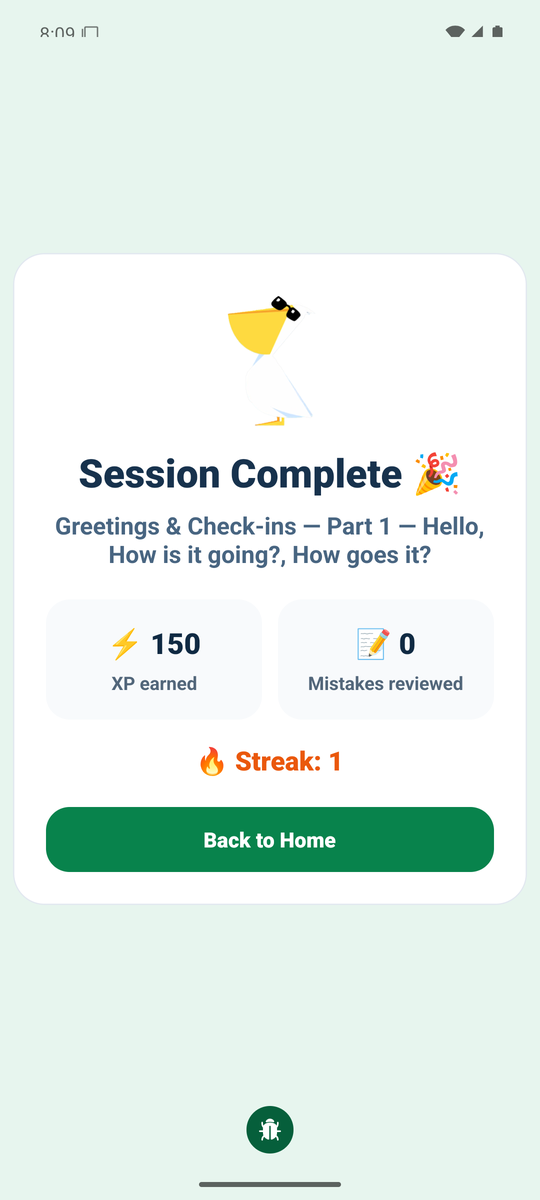 Session Complete 🎉
Greetings & Check-ins — Part 1 — Hello,
How is it going?, How goes it?
⚡ 150
XP earned
📝 0
Mistakes reviewed
🔥 Streak: 1
Back to Home